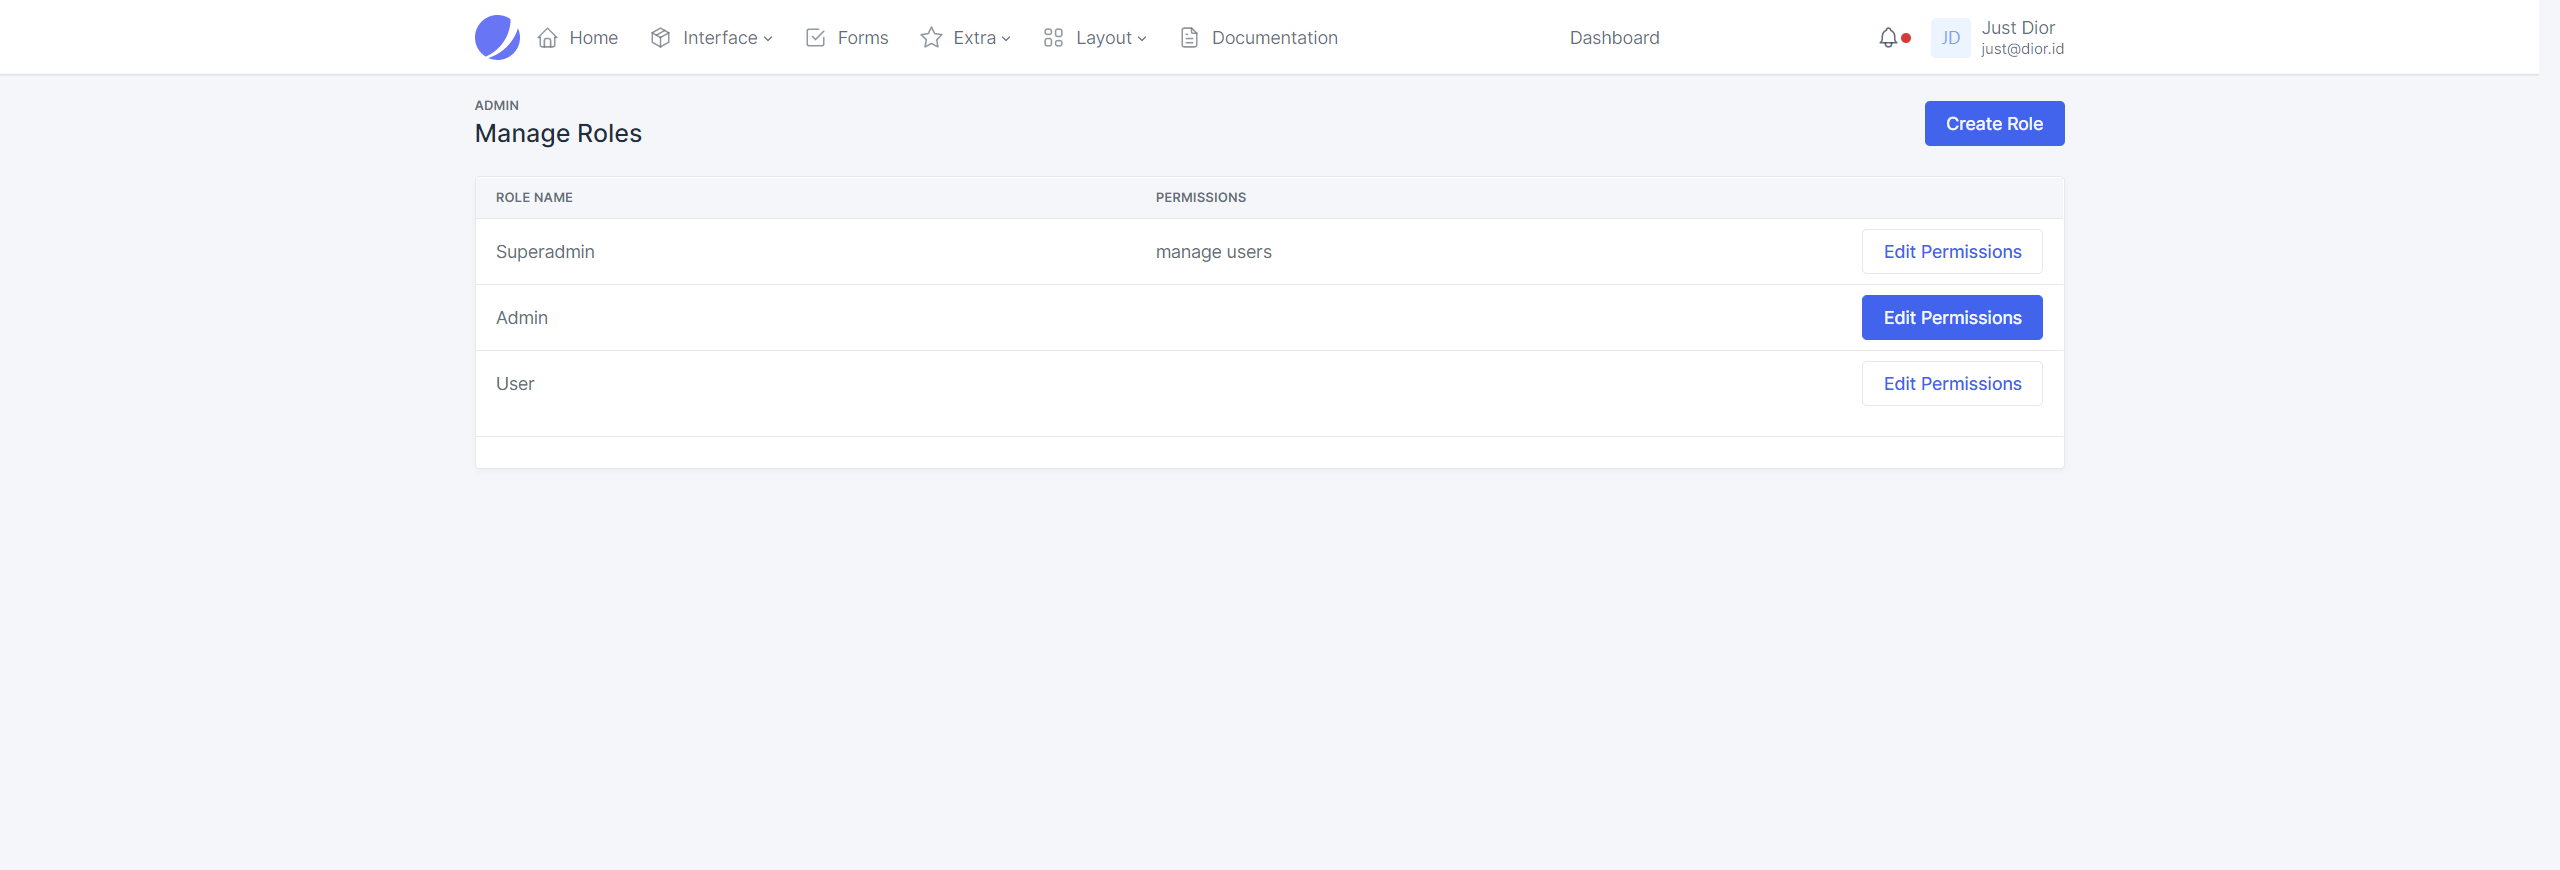 Home Interface Forms Extra Layout Documentation Dashboard JD Just Dior
just@dior.id
ADMIN
Manage Roles
Create Role
ROLE NAME PERMISSIONS
Superadmin manage users Edit Permissions
Admin Edit Permissions
User Edit Permissions